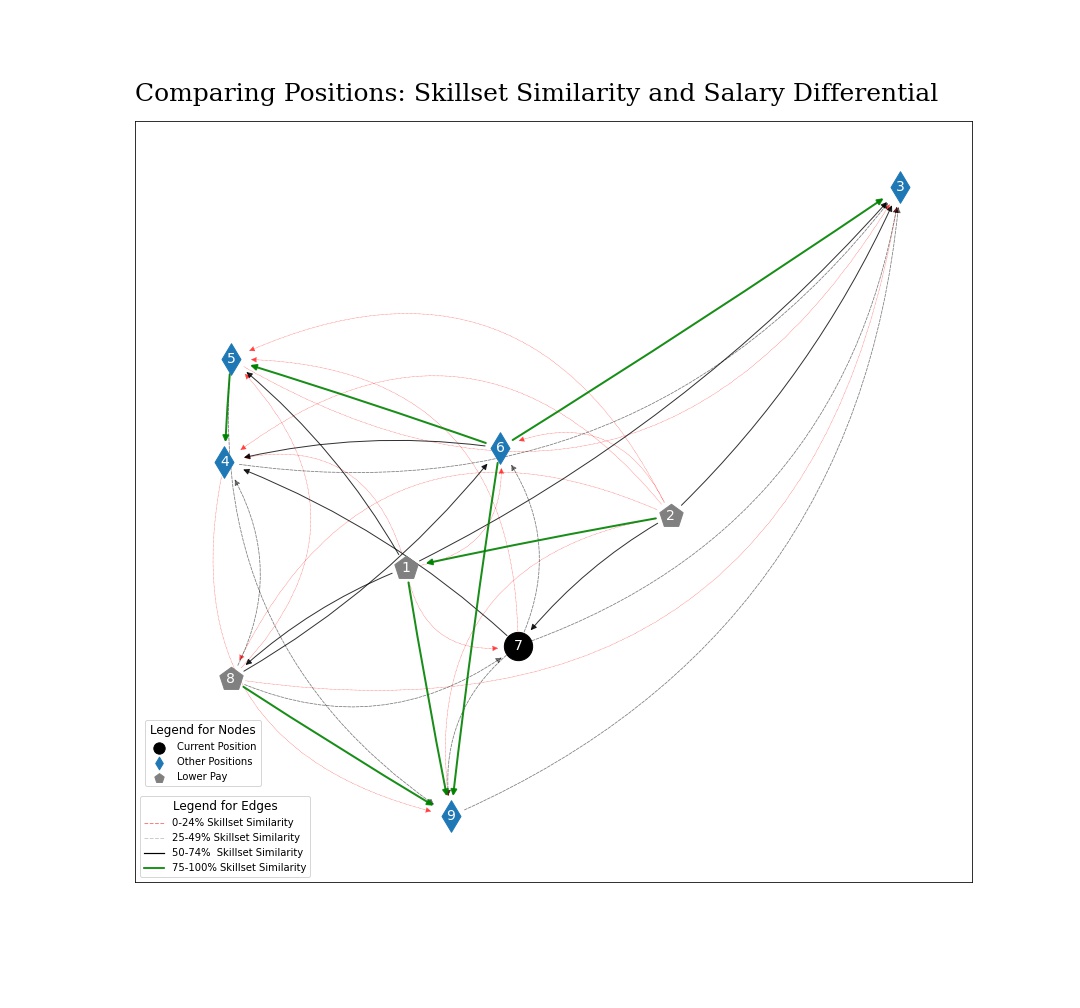 Comparing Positions: Skillset Similarity and Salary Differential
3
5
6
4
2
1
7
8
9
Legend for Nodes
Current Position
Other Positions
Lower Pay
Legend for Edges
0-24% Skillset Similarity
25-49% Skillset Similarity
50-74%  Skillset Similarity
75-100% Skillset Similarity